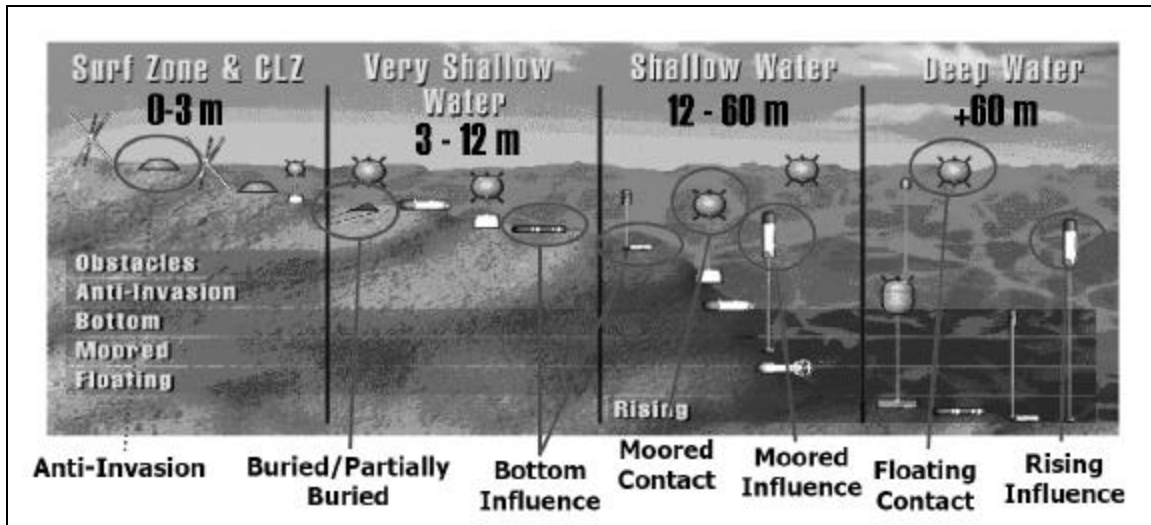 Surf Zone & CLZ
0-3 m
Very Shallow
Water
3 - 12 m
Shallow Water
12 - 60 m
Deep Water
+60 m
Obstacles
Anti-Invasion
Bottom
Moored
Floating
Rising
Anti-Invasion
Buried/Partially
Buried
Bottom
Influence
Moored
Contact
Moored
Influence
Floating
Contact
Rising
Influence